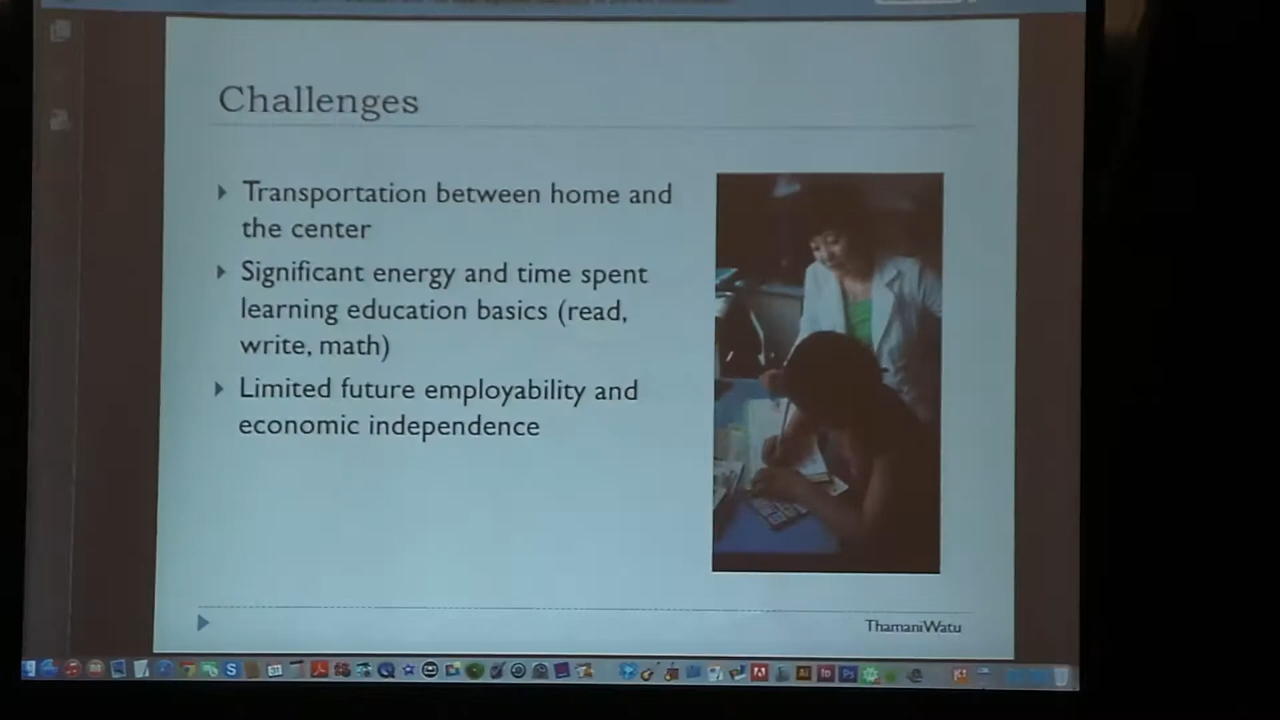 Challenges
Transportation between home and
the center
Significant energy and time spent
learning education basics (read,
write, math)
Limited future employability and
economic independence
ThamaniWatu